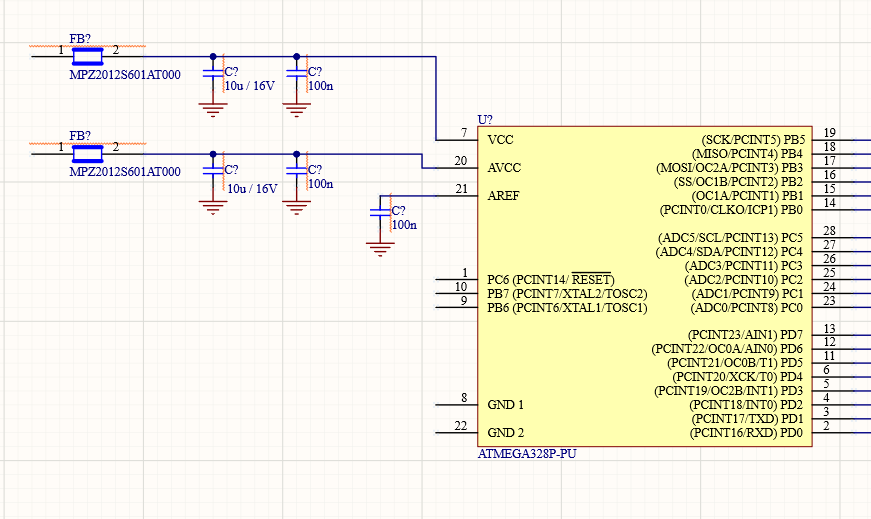 FB?
1 2
MPZ2012S601AT000
C?
10u / 16V
C?
100n
FB?
1 2
MPZ2012S601AT000
C?
10u / 16V
C?
100n
C?
100n
U?
7 VCC
20 AVCC
21 AREF
1 PC6 (PCINT14/ RESET)
10 PB7 (PCINT7/XTAL2/TOSC2)
9 PB6 (PCINT6/XTAL1/TOSC1)
8 GND 1
22 GND 2
(SCK/PCINT5) PB5 19
(MISO/PCINT4) PB4 18
(MOSI/OC2A/PCINT3) PB3 17
(SS/OC1B/PCINT2) PB2 16
(OC1A/PCINT1) PB1 15
(PCINT0/CLKO/ICP1) PB0 14
(ADC5/SCL/PCINT13) PC5 28
(ADC4/SDA/PCINT12) PC4 27
(ADC3/PCINT11) PC3 26
(ADC2/PCINT10) PC2 25
(ADC1/PCINT9) PC1 24
(ADC0/PCINT8) PC0 23
(PCINT23/AIN1) PD7 13
(PCINT22/OC0A/AIN0) PD6 12
(PCINT21/OC0B/T1) PD5 11
(PCINT20/XCK/T0) PD4 6
(PCINT19/OC2B/INT1) PD3 5
(PCINT18/INT0) PD2 4
(PCINT17/TXD) PD1 3
(PCINT16/RXD) PD0 2
ATMEGA328P-PU